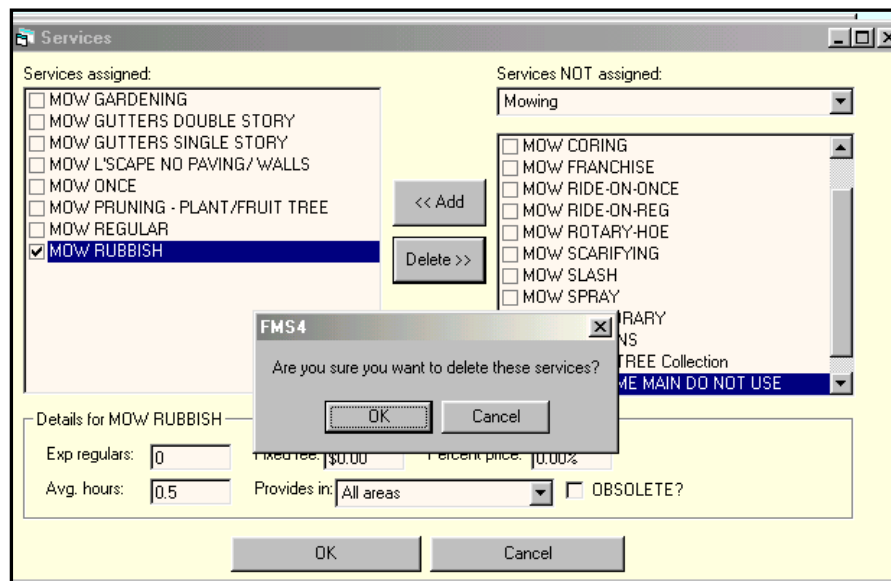 Services
Services assigned:
MOW GARDENING
MOW GUTTERS DOUBLE STORY
MOW GUTTERS SINGLE STORY
MOW L'SCAPE NO PAVING/ WALLS
MOW ONCE
MOW PRUNING - PLANT/FRUIT TREE
MOW REGULAR
MOW RUBBISH
<< Add
Delete >>
Services NOT assigned:
Mowing
MOW CORING
MOW FRANCHISE
MOW RIDE-ON-ONCE
MOW RIDE-ON-REG
MOW ROTARY-HOE
MOW SCARIFYING
MOW SLASH
MOW SPRAY
RARY
NS
TREE Collection
ME MAIN DO NOT USE
FMS4
Are you sure you want to delete these services?
OK
Cancel
Details for MOW RUBBISH
Exp regulars: 0 Fixed fee: $0.00 Percent price: 0.00%
Avg. hours: 0.5 Provides in: All areas OBSOLETE?
OK
Cancel